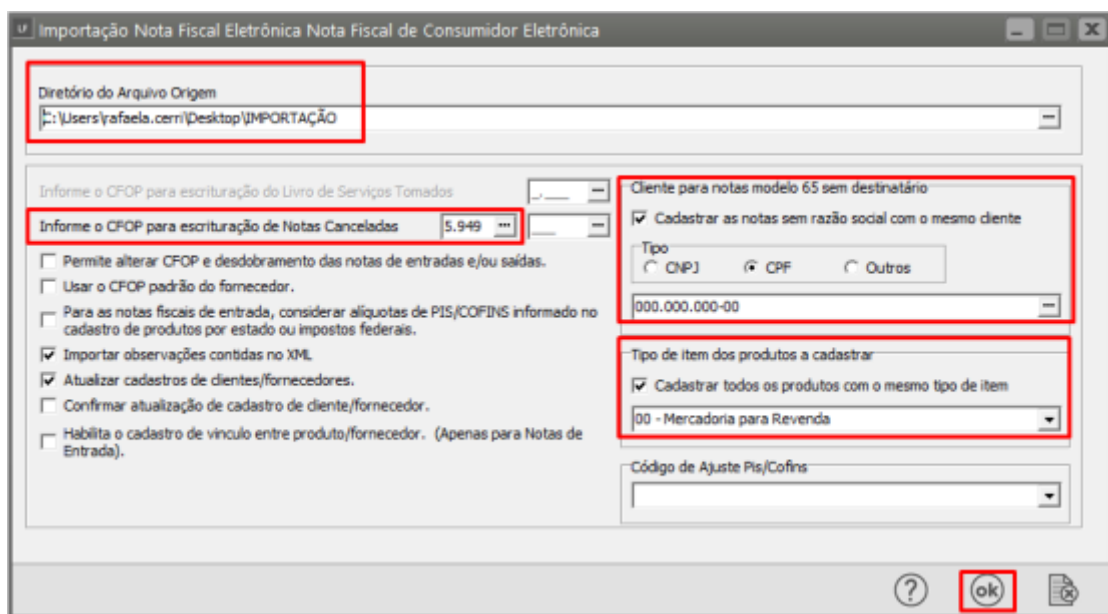 Importação Nota Fiscal Eletrônica Nota Fiscal de Consumidor Eletrônica
Diretório do Arquivo Origem
C:\Users\rafaela.cerri\Desktop\IMPORTAÇÃO
Informe o CFOP para escrituração do Livro de Serviços Tomados
_.___
Informe o CFOP para escrituração de Notas Canceladas
5.949
___
Permite alterar CFOP e desdobramento das notas de entradas e/ou saídas.
Usar o CFOP padrão do fornecedor.
Para as notas fiscais de entrada, considerar alíquotas de PIS/COFINS informado no
cadastro de produtos por estado ou impostos federais.
Importar observações contidas no XML
Atualizar cadastros de clientes/fornecedores.
Confirmar atualização de cadastro de cliente/fornecedor.
Habilita o cadastro de vinculo entre produto/fornecedor. (Apenas para Notas de
Entrada).
Cliente para notas modelo 65 sem destinatário
Cadastrar as notas sem razão social com o mesmo cliente
Tipo
CNPJ
CPF
Outros
000.000.000-00
Tipo de item dos produtos a cadastrar
Cadastrar todos os produtos com o mesmo tipo de item
00 - Mercadoria para Revenda
Código de Ajuste Pis/Cofins
?
ok